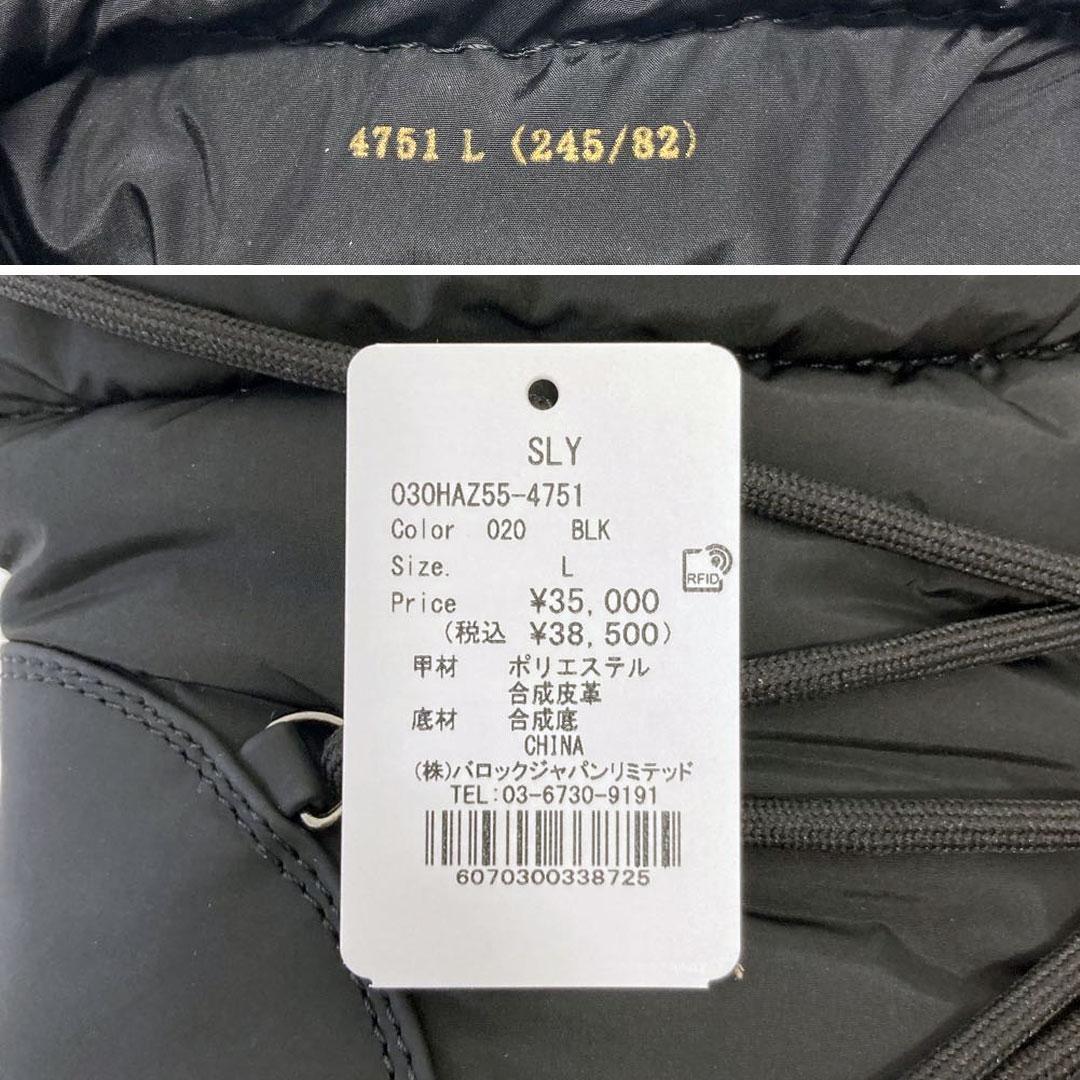 4751 L (245/82)
SLY
030HAZ55-4751
Color 020 BLK
Size. L
RFID
Price ¥35,000
(税込 ¥38,500)
甲材 ポリエステル
合成皮革
底材 合成底
CHINA
(株)バロックジャパンリミテッド
TEL:03-6730-9191
6070300338725